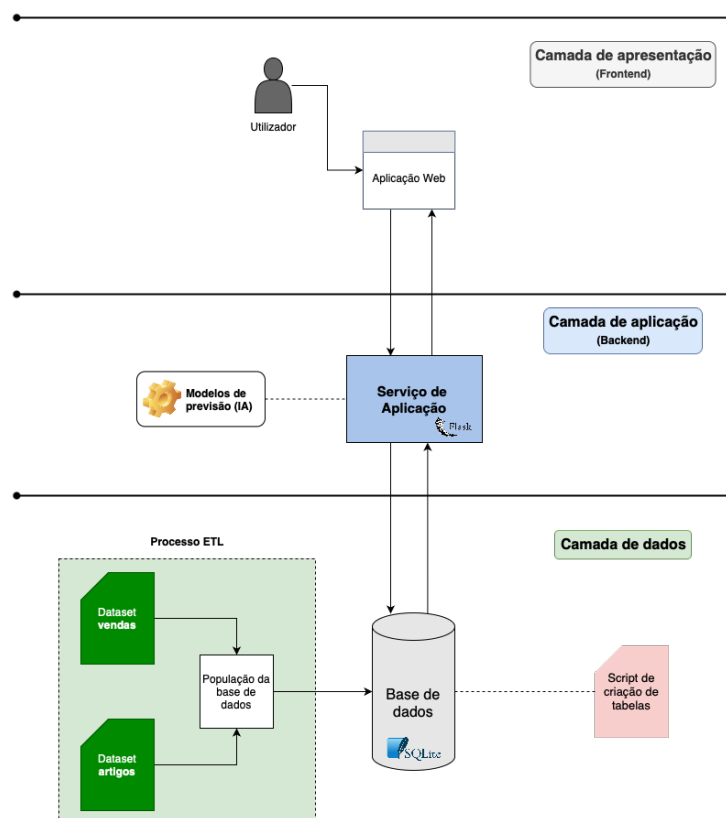 Camada de apresentação
(Frontend)
Utilizador
Aplicação Web
Camada de aplicação
(Backend)
Modelos de
previsão (IA)
Serviço de
Aplicação
Flask
Processo ETL
Camada de dados
Dataset
vendas
População da
base de
dados
Base de
dados
SQLite
Script de
criação de
tabelas
Dataset
artigos